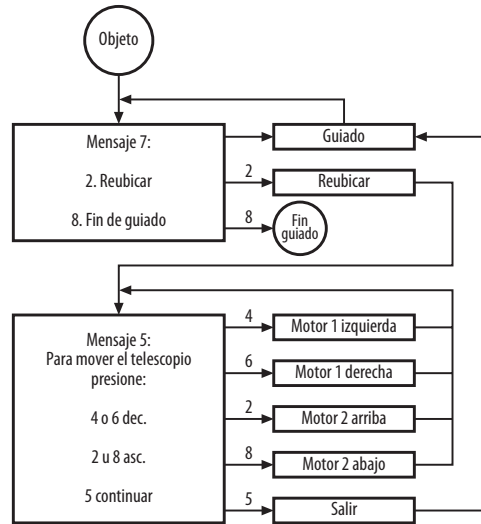 Objeto
Mensaje 7:
2. Reubicar
8. Fin de guiado
Guiado
2
Reubicar
8
Fin
guiado
Mensaje 5:
Para mover el telescopio
presione:
4 o 6 dec.
2 u 8 asc.
5 continuar
4
Motor 1 izquierda
6
Motor 1 derecha
2
Motor 2 arriba
8
Motor 2 abajo
5
Salir